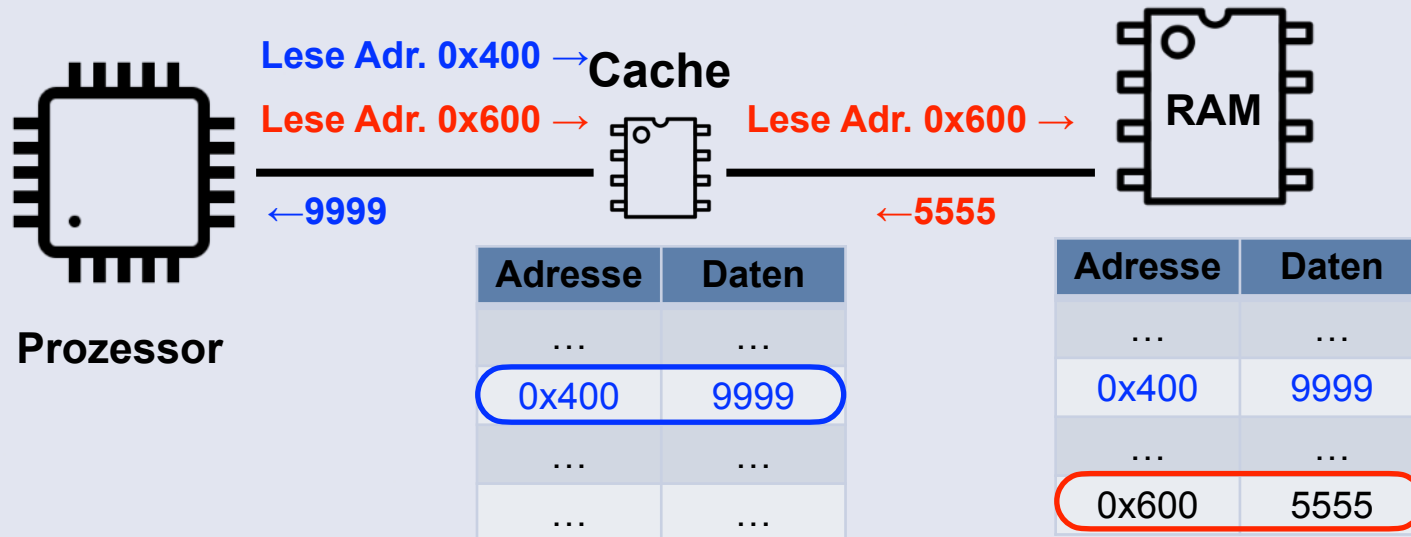 Lese Adr. 0x400 →
Cache
Lese Adr. 0x600 →
Lese Adr. 0x600 →
RAM
←9999
←5555
Prozessor
Adresse Daten
... ...
0x400 9999
... ...
... ...
Adresse Daten
... ...
0x400 9999
... ...
0x600 5555